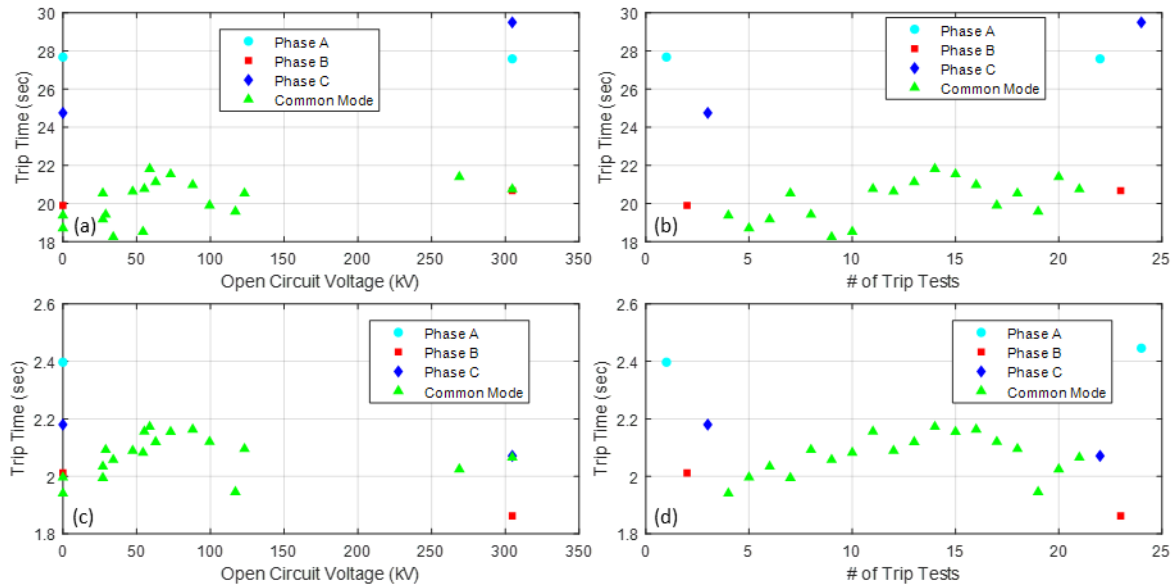 30
28
26
24
22
20
18
Trip Time (sec)
Phase A
Phase B
Phase C
Common Mode
(a)
0 50 100 150 200 250 300 350
Open Circuit Voltage (kV)
30
28
26
24
22
20
18
Trip Time (sec)
Phase A
Phase B
Phase C
Common Mode
(b)
0 5 10 15 20 25
# of Trip Tests
2.6
2.4
2.2
2
1.8
Trip Time (sec)
Phase A
Phase B
Phase C
Common Mode
(c)
0 50 100 150 200 250 300 350
Open Circuit Voltage (kV)
2.6
2.4
2.2
2
1.8
Trip Time (sec)
Phase A
Phase B
Phase C
Common Mode
(d)
0 5 10 15 20 25
# of Trip Tests